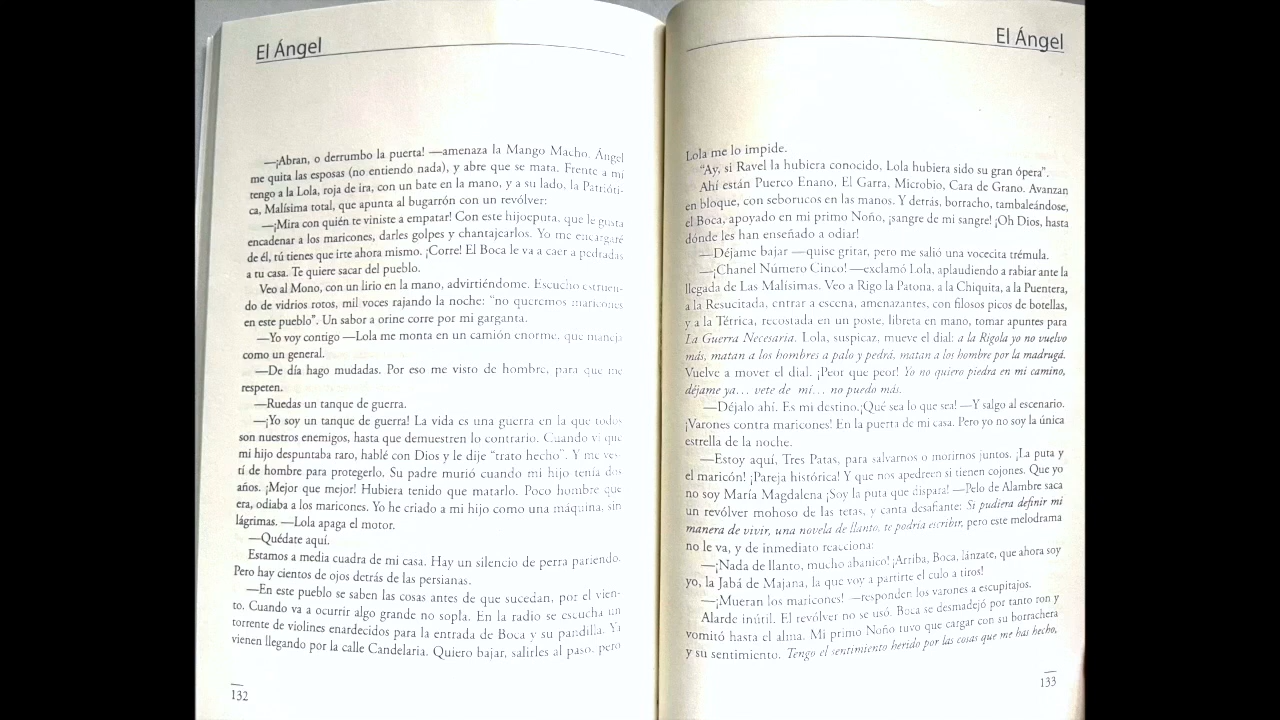 El Ángel
—¡Abran, o derrumbo la puerta! —amenaza la Mango Macho. Ángel
me quita las esposas (no entiendo nada), y abre que se mata. Frente a mí
tengo a la Lola, roja de ira, con un bate en la mano, y a su lado, la Patrióti-
ca, Malísima total, que apunta al bugarrón con un revólver:
—¡Mira con quién te viniste a empatar! Con este hijoeputa, que le gusta
encadenar a los maricones, darles golpes y chantajearlos. Yo me encargaré
de él, tú tienes que irte ahora mismo. ¡Corre! El Boca le va a caer a pedradas
a tu casa. Te quiere sacar del pueblo.
Veo al Mono, con un lirio en la mano, advirtiéndome. Escucho estruen-
do de vidrios rotos, mil voces rajando la noche: “no queremos maricones
en este pueblo”. Un sabor a orine corre por mi garganta.
—Yo voy contigo —Lola me monta en un camión enorme, que maneja
como un general.
—De día hago mudadas. Por eso me visto de hombre, para que me
respeten.
—Ruedas un tanque de guerra.
—¡Yo soy un tanque de guerra! La vida es una guerra en la que todos
son nuestros enemigos, hasta que demuestren lo contrario. Cuando vi que
mi hijo despuntaba raro, hablé con Dios y le dije “trato hecho”. Y me ves-
tí de hombre para protegerlo. Su padre murió cuando mi hijo tenía dos
años. ¡Mejor que mejor! Hubiera tenido que matarlo. Poco hombre que
era, odiaba a los maricones. Yo he criado a mi hijo como una máquina, sin
lágrimas. —Lola apaga el motor.
—Quédate aquí.
Estamos a media cuadra de mi casa. Hay un silencio de perra pariendo.
Pero hay cientos de ojos detrás de las persianas.
—En este pueblo se saben las cosas antes de que sucedan, por el vien-
to. Cuando va a ocurrir algo grande no sopla. En la radio se escucha un
torrente de violines enardecidos para la entrada de Boca y su pandilla. Ya
vienen llegando por la calle Candelaria. Quiero bajar, salirles al paso, pero
132
El Ángel
Lola me lo impide.
“Ay, si Ravel la hubiera conocido. Lola hubiera sido su gran ópera”.
Ahí están Puerco Enano, El Garra, Microbio, Cara de Grano. Avanzan
en bloque, con seborucos en las manos. Y detrás, borracho, tambaleándose,
el Boca, apoyado en mi primo Noño, ¡sangre de mi sangre! ¡Oh Dios, hasta
dónde les han enseñado a odiar!
—Déjame bajar —quise gritar, pero me salió una vocecita trémula.
—¡Chanel Número Cinco! —exclamó Lola, aplaudiendo a rabiar ante la
llegada de Las Malísimas. Veo a Rigo la Patona, a la Chiquita, a la Puentera,
a la Resucitada, entrar a escena, amenazantes, con filosos picos de botellas,
y a la Tétrica, recostada en un poste, libreta en mano, tomar apuntes para
La Guerra Necesaria. Lola, suspicaz, mueve el dial: a la Rigola yo no vuelvo
más, matan a los hombres a palo y pedrá, matan a los hombre por la madrugá.
Vuelve a mover el dial. ¡Peor que peor! Yo no quiero piedra en mi camino,
déjame ya… vete de mí… no puedo más.
—Déjalo ahí. Es mi destino.¡Qué sea lo que sea! —Y salgo al escenario.
¡Varones contra maricones! En la puerta de mi casa. Pero yo no soy la única
estrella de la noche.
—Estoy aquí, Tres Patas, para salvarnos o morirnos juntos. ¡La puta y
el maricón! ¡Pareja histórica! Y que nos apedreen si tienen cojones. Que yo
no soy María Magdalena ¡Soy la puta que dispara! —Pelo de Alambre saca
un revólver mohoso de las tetas, y canta desafiante: Si pudiera definir mi
manera de vivir, una novela de llanto, te podría escribir, pero este melodrama
no le va, y de inmediato reacciona:
—¡Nada de llanto, mucho abanico! ¡Arriba, Boca, lánzate, que ahora soy
yo, la Jabá de Majana, la que voy a partirte el culo a tiros!
—¡Mueran los maricones! —responden los varones a escupitajos.
Alarde inútil. El revólver no se usó. Boca se desmadejó por tanto ron y
vomitó hasta el alma. Mi primo Noño tuvo que cargar con su borrachera
y su sentimiento. Tengo el sentimiento herido por las cosas que me has hecho,
133